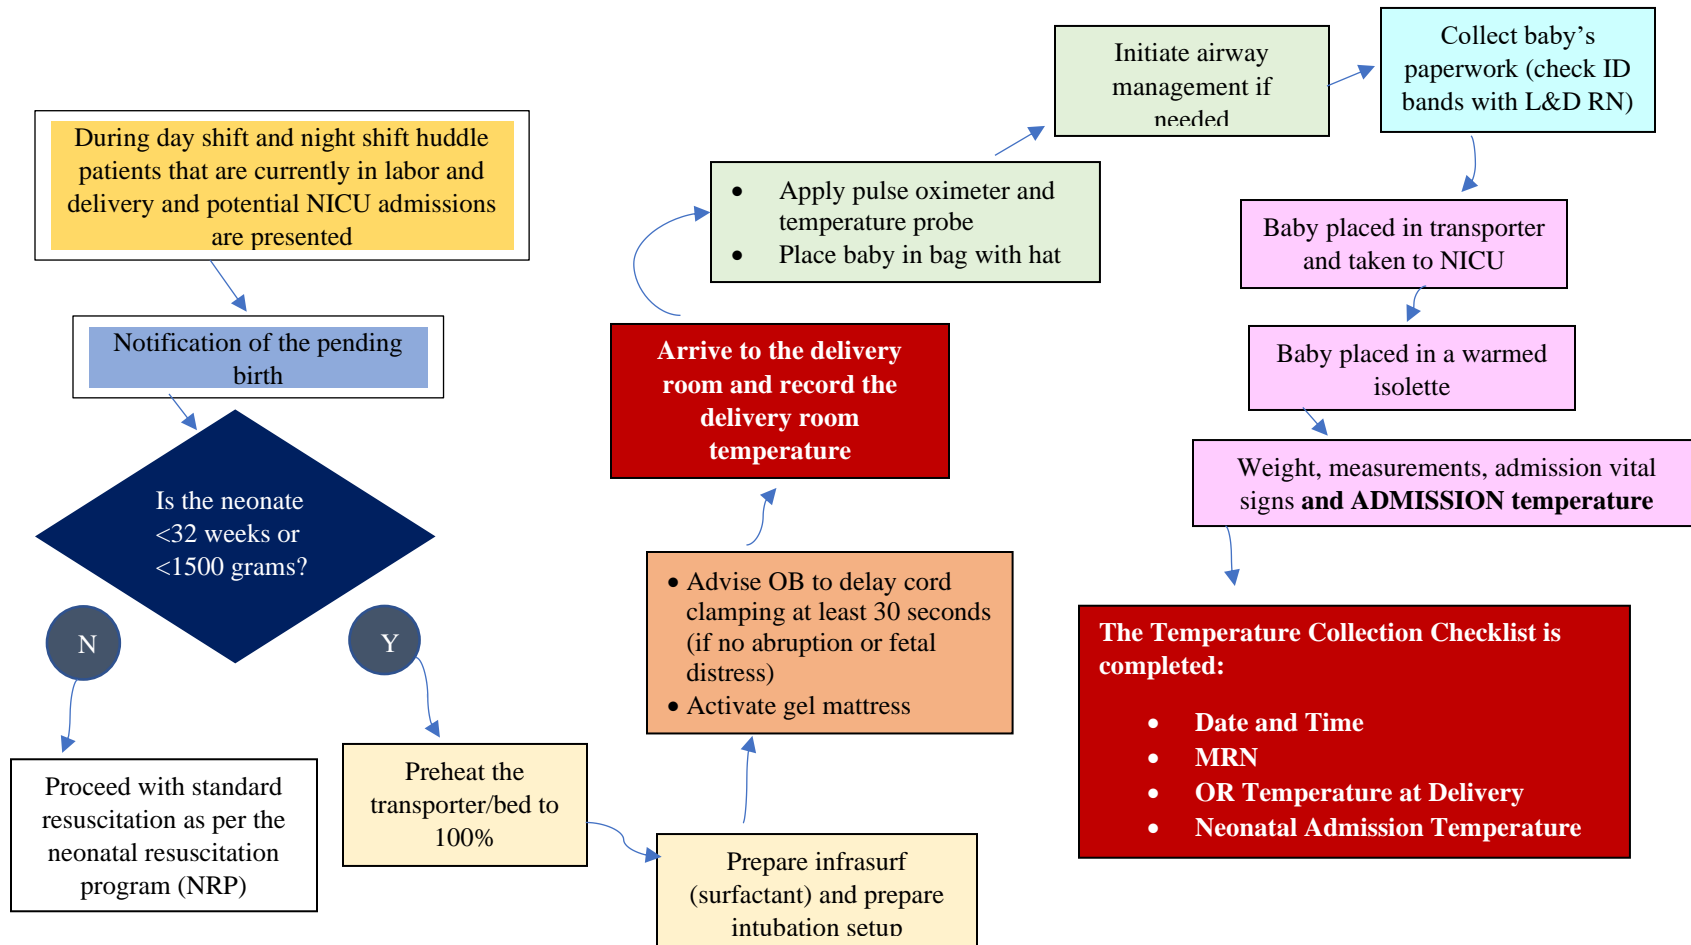 During day shift and night shift huddle
patients that are currently in labor and
delivery and potential NICU admissions
are presented
Notification of the pending
birth
Is the neonate
<32 weeks or
<1500 grams?
N
Y
Proceed with standard
resuscitation as per the
neonatal resuscitation
program (NRP)
Preheat the
transporter/bed to
100%
Prepare infrasurf
(surfactant) and prepare
intubation setup
• Advise OB to delay cord
clamping at least 30 seconds
(if no abruption or fetal
distress)
• Activate gel mattress
Arrive to the delivery
room and record the
delivery room
temperature
• Apply pulse oximeter and
temperature probe
• Place baby in bag with hat
Initiate airway
management if
needed
Collect baby’s
paperwork (check ID
bands with L&D RN)
Baby placed in transporter
and taken to NICU
Baby placed in a warmed
isolette
Weight, measurements, admission vital
signs and ADMISSION temperature
The Temperature Collection Checklist is
completed:
• Date and Time
• MRN
• OR Temperature at Delivery
• Neonatal Admission Temperature